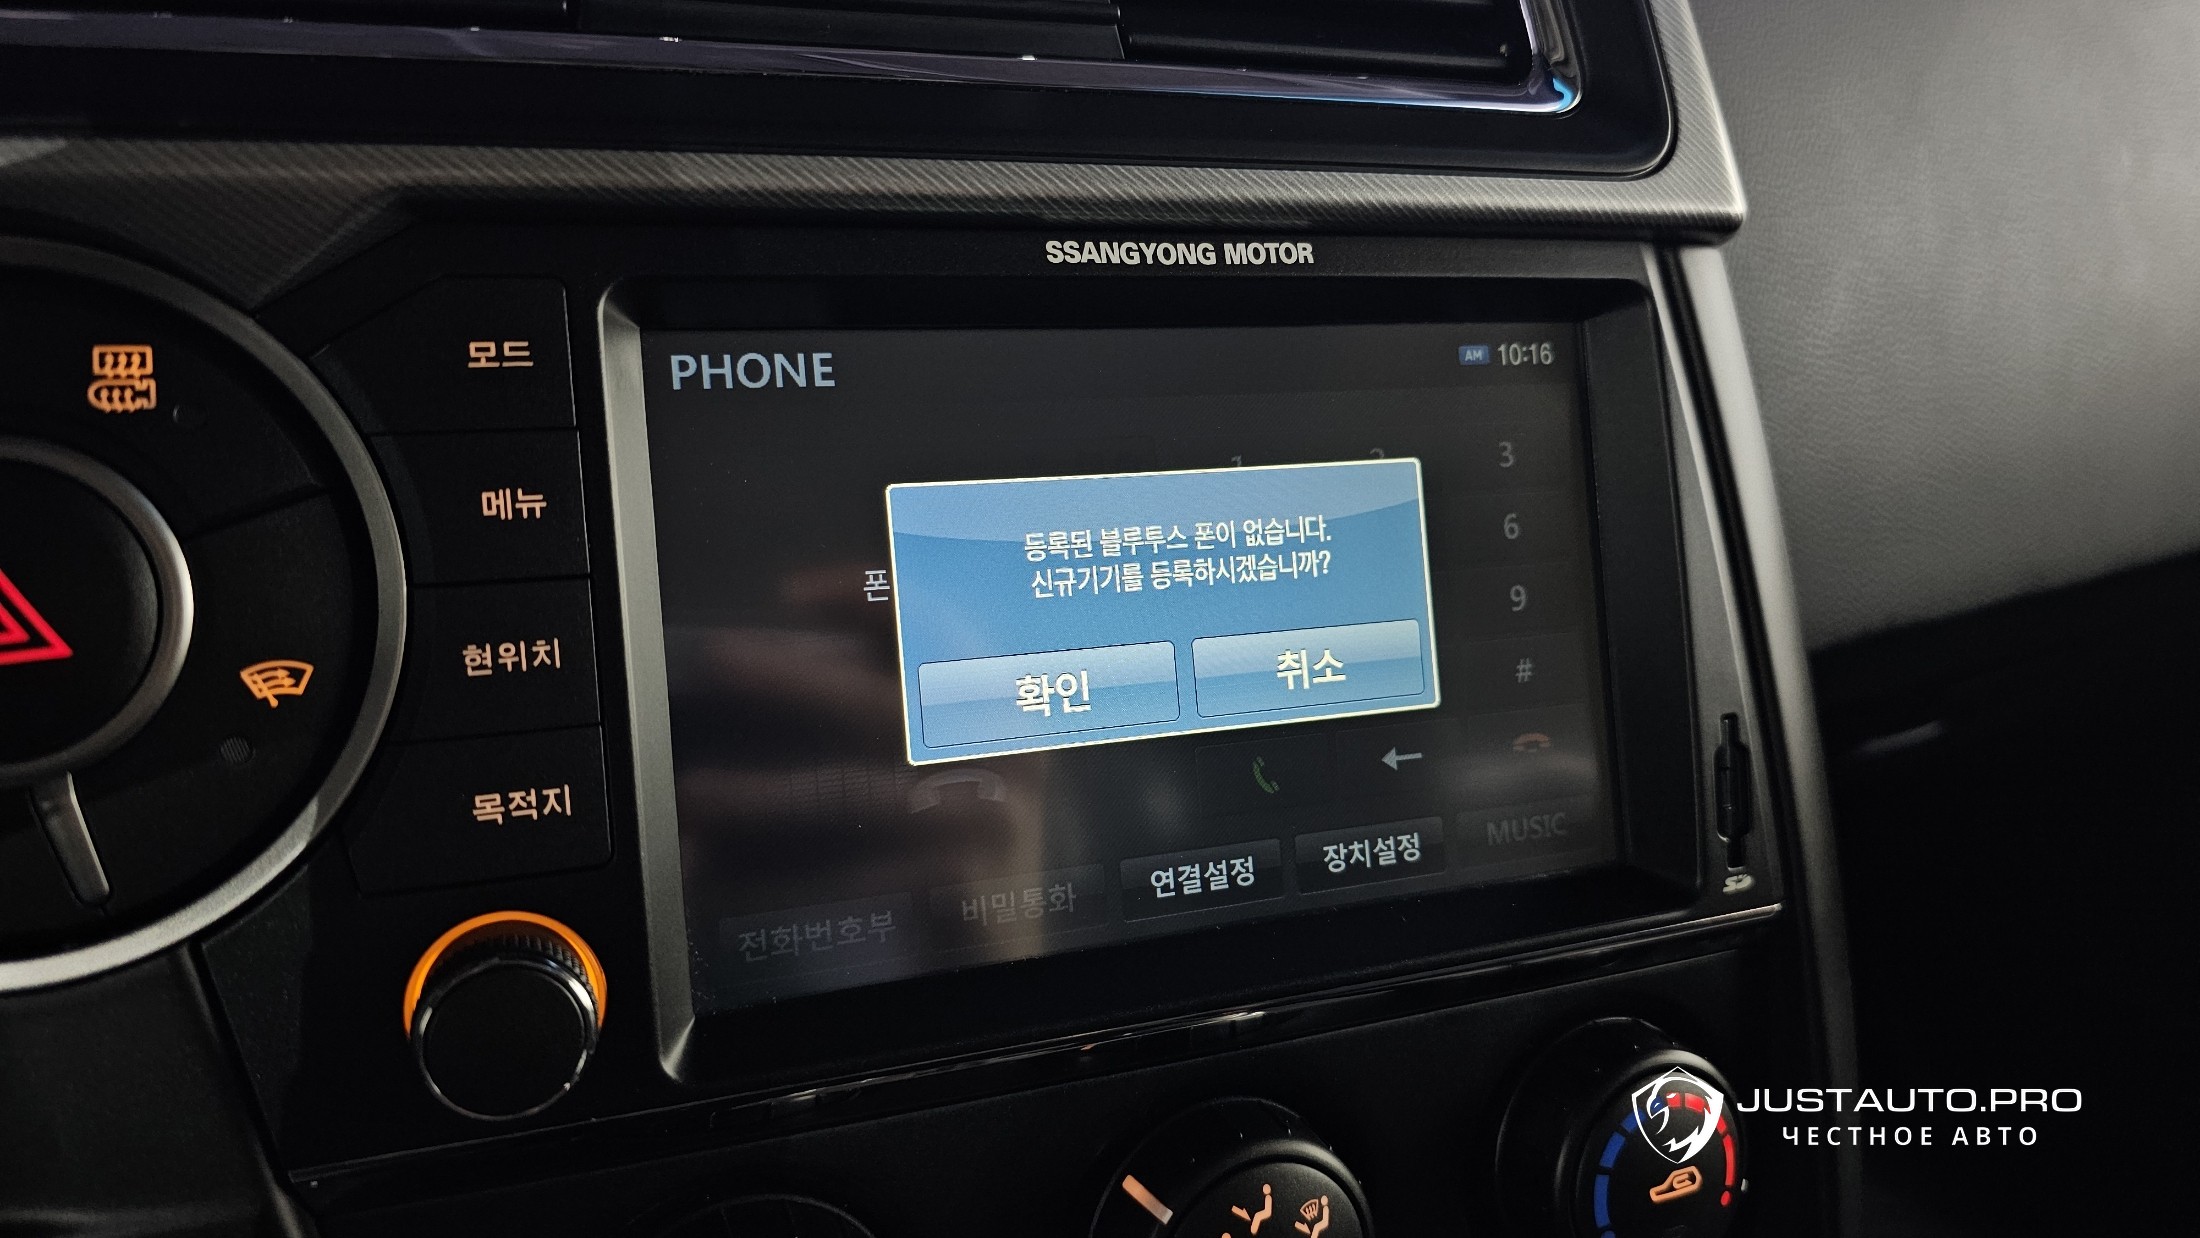 SSANGYONG MOTOR
모드
메뉴
현위치
목적지
PHONE
AM 10:16
1 2 3
6
9
#
폰
등록된 블루투스 폰이 없습니다.
신규기기를 등록하시겠습니까?
확인
취소
전화번호부
비밀통화
연결설정
장치설정
MUSIC
JUSTAUTO.PRO
ЧЕСТНОЕ АВТО